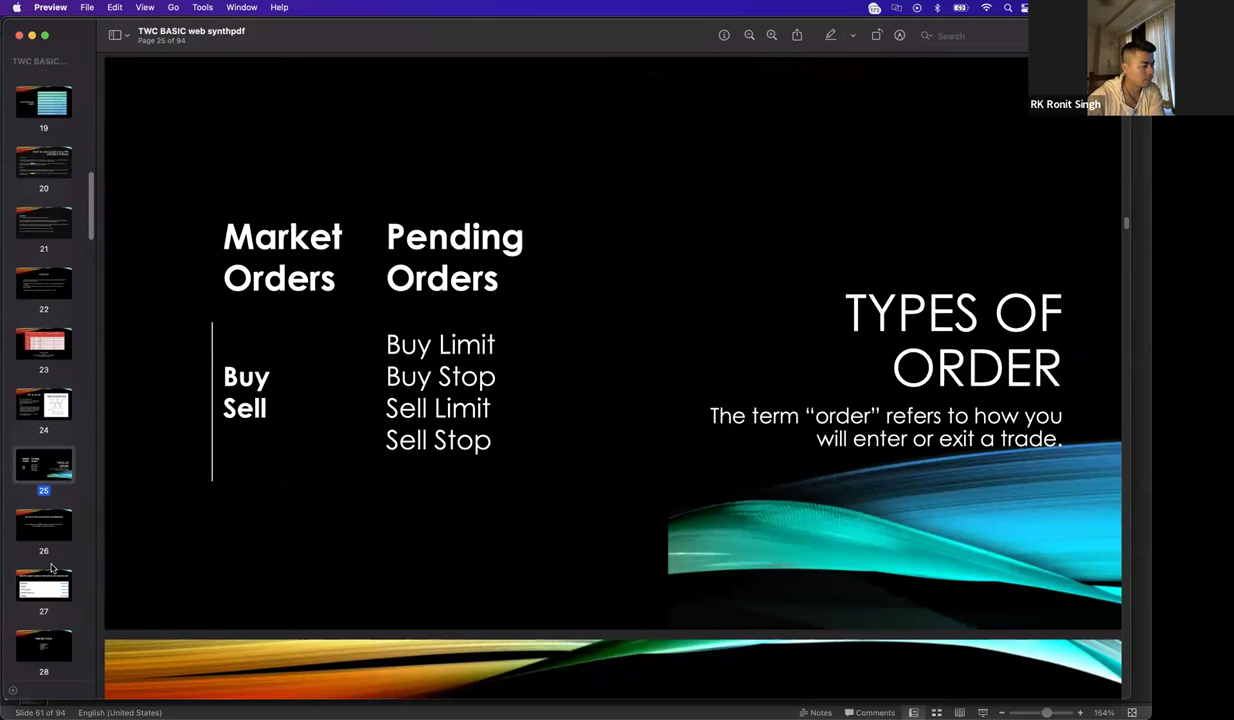 Preview File Edit View Go Tools Window Help
TWC BASIC web synthpdf
Page 25 of 94
Search
TWC BASIC...
RK Ronit Singh
19
20
21
22
23
24
25
26
27
28
Market
Orders
Buy
Sell
Pending
Orders
Buy Limit
Buy Stop
Sell Limit
Sell Stop
TYPES OF
ORDER
The term “order” refers to how you
will enter or exit a trade.
Slide 61 of 94 English (United States) Notes Comments 164%